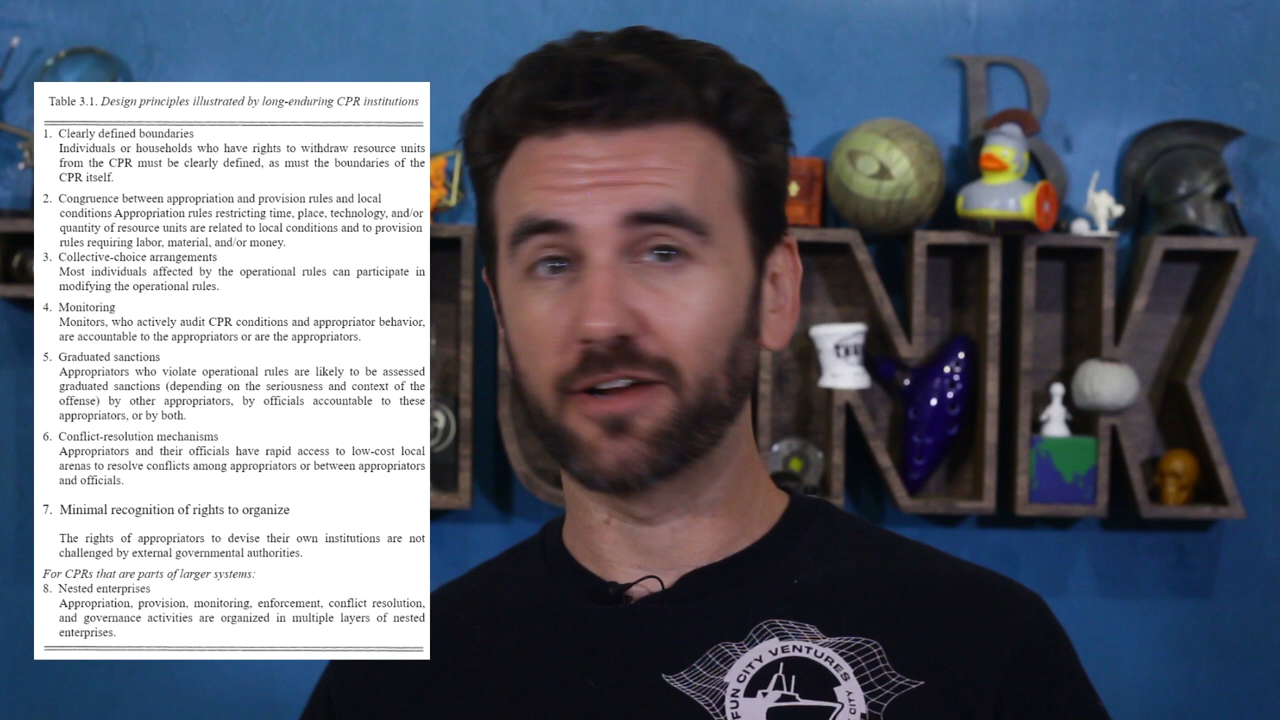 Table 3.1. Design principles illustrated by long-enduring CPR institutions
1. Clearly defined boundaries
Individuals or households who have rights to withdraw resource units
from the CPR must be clearly defined, as must the boundaries of the
CPR itself.
2. Congruence between appropriation and provision rules and local
conditions Appropriation rules restricting time, place, technology, and/or
quantity of resource units are related to local conditions and to provision
rules requiring labor, material, and/or money.
3. Collective-choice arrangements
Most individuals affected by the operational rules can participate in
modifying the operational rules.
4. Monitoring
Monitors, who actively audit CPR conditions and appropriator behavior,
are accountable to the appropriators or are the appropriators.
5. Graduated sanctions
Appropriators who violate operational rules are likely to be assessed
graduated sanctions (depending on the seriousness and context of the
offense) by other appropriators, by officials accountable to these
appropriators, or by both.
6. Conflict-resolution mechanisms
Appropriators and their officials have rapid access to low-cost local
arenas to resolve conflicts among appropriators or between appropriators
and officials.
7. Minimal recognition of rights to organize
The rights of appropriators to devise their own institutions are not
challenged by external governmental authorities.
For CPRs that are parts of larger systems:
8. Nested enterprises
Appropriation, provision, monitoring, enforcement, conflict resolution,
and governance activities are organized in multiple layers of nested
enterprises.
R
NK
FUN CITY VENTURES
CITY